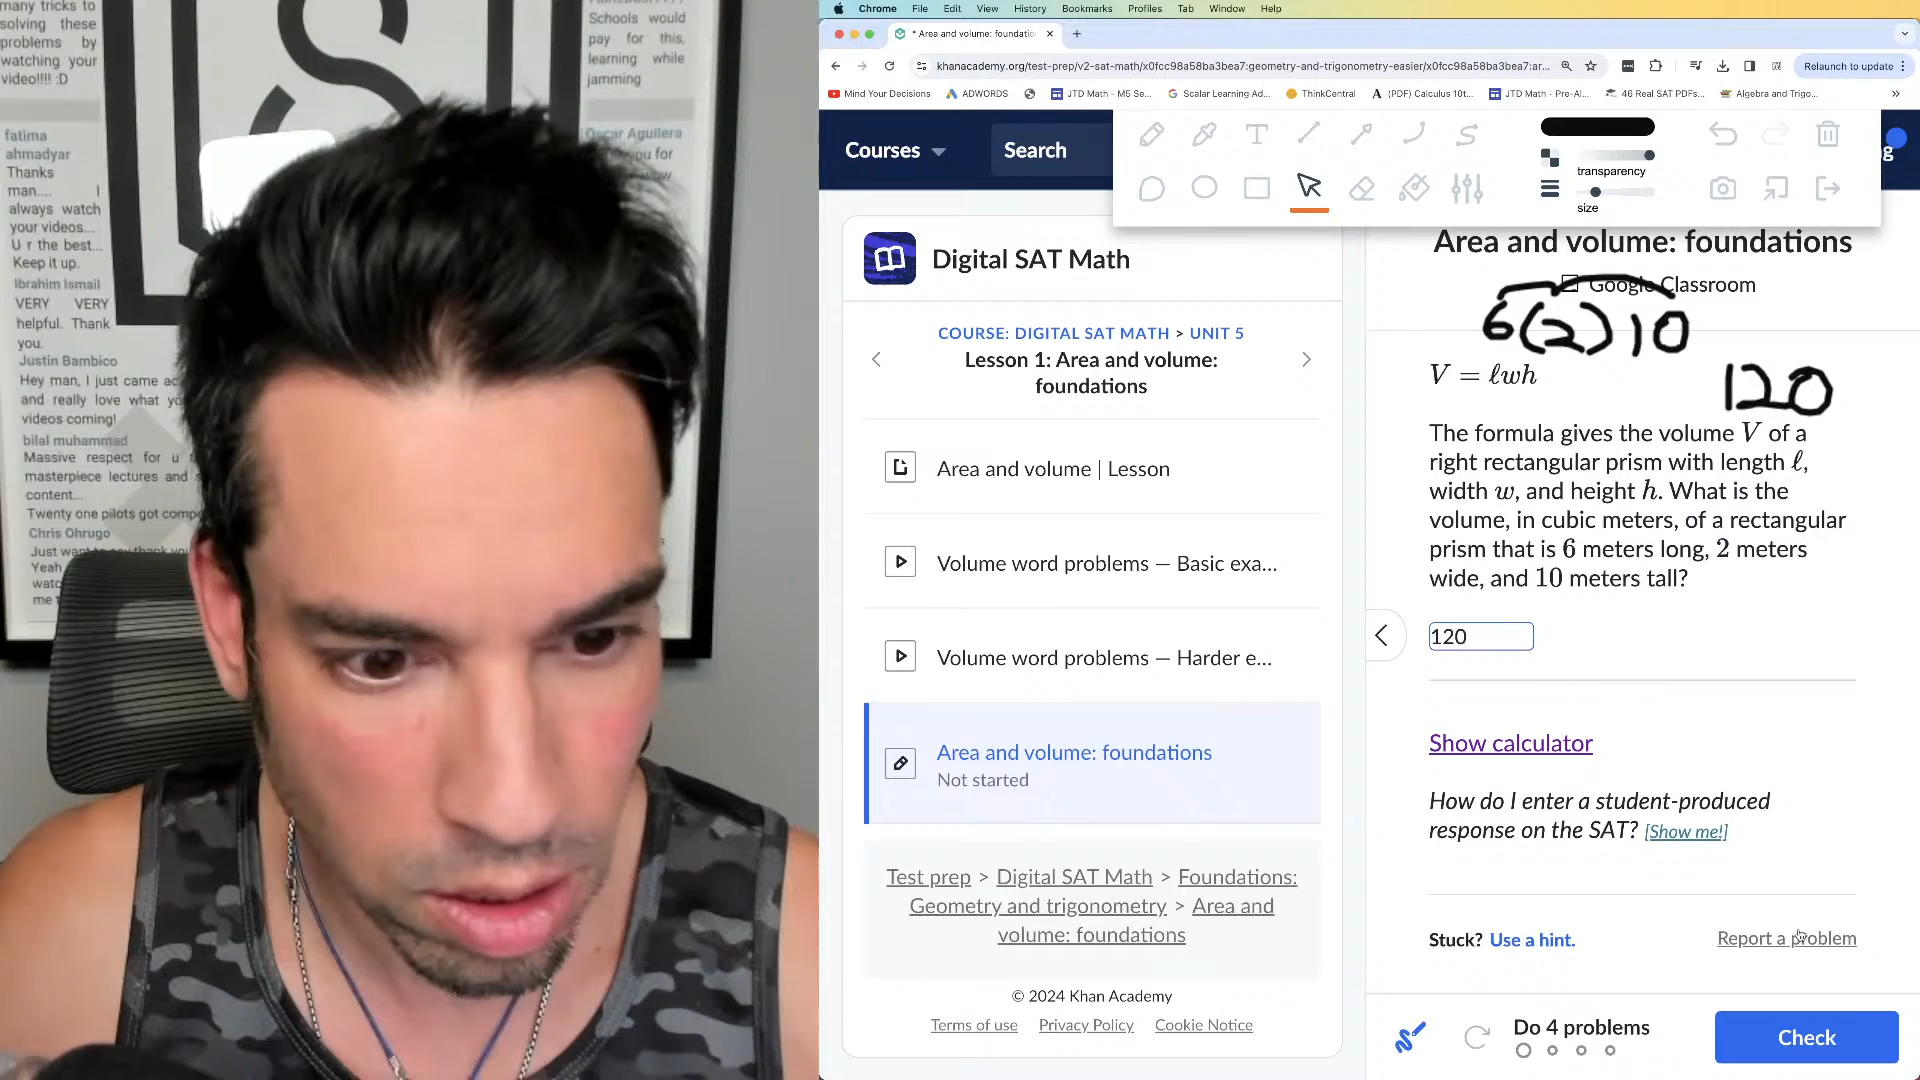 many tricks to
solving these
problems by
watching your
video!!!! :D
Schools would
pay for this,
learning while
jamming
fatima
ahmadyar
Thanks
man.... I
always watch
your videos...
U r the best...
Keep it up.
Ibrahim Ismail
VERY VERY
helpful. Thank
you.
Justin Bambico
Hey man, I just came
and really love what
videos coming!
bilal muhammad
Massive respect for u
masterpiece lectures and
content...
Twenty one pilots got
Chris Ohrugo
Just want to say thank you
Yeah
Oscar Aguilera
you for
Chrome File Edit View History Bookmarks Profiles Tab Window Help
* Area and volume: foundatio
khanacademy.org/test-prep/v2-sat-math/x0fcc98a58ba3bea7:geometry-and-trigonometry-easier/x0fcc98a58ba3bea7:ar...
Relaunch to update
Mind Your Decisions ADWORDS JTD Math - M5 Se... Scalar Learning Ad... ThinkCentral (PDF) Calculus 10t... JTD Math - Pre-Al... 46 Real SAT PDFs... Algebra and Trigo... »
Courses Search
transparency
size
Digital SAT Math
COURSE: DIGITAL SAT MATH > UNIT 5
Lesson 1: Area and volume:
foundations
Area and volume | Lesson
Volume word problems — Basic exa...
Volume word problems — Harder e...
Area and volume: foundations
Not started
Test prep > Digital SAT Math > Foundations:
Geometry and trigonometry > Area and
volume: foundations
© 2024 Khan Academy
Terms of use Privacy Policy Cookie Notice
Area and volume: foundations
Google Classroom
6(2)10
V = ℓwh
120
The formula gives the volume V of a
right rectangular prism with length ℓ,
width w, and height h. What is the
volume, in cubic meters, of a rectangular
prism that is 6 meters long, 2 meters
wide, and 10 meters tall?
120
Show calculator
How do I enter a student-produced
response on the SAT? [Show me!]
Stuck? Use a hint.
Report a problem
Do 4 problems
Check